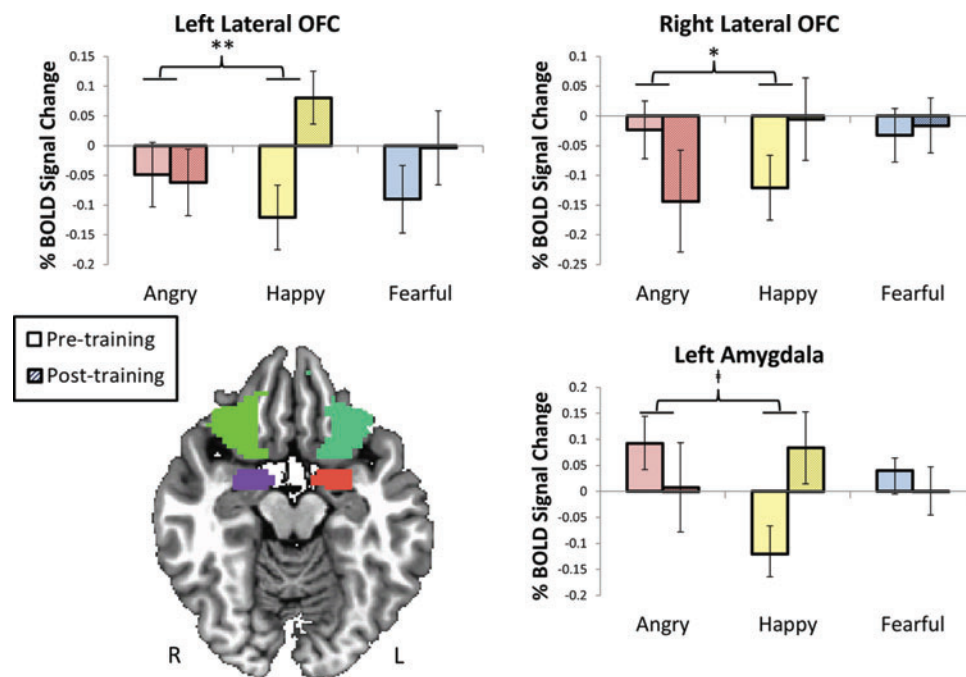 Left Lateral OFC
**
0.15
0.1
0.05
0
-0.05
-0.1
-0.15
-0.2
% BOLD Signal Change
Angry Happy Fearful
Right Lateral OFC
*
0.1
0.05
0
-0.05
-0.1
-0.15
-0.2
-0.25
% BOLD Signal Change
Angry Happy Fearful
Pre-training
Post-training
R L
Left Amygdala
0.2
0.15
0.1
0.05
0
-0.05
-0.1
-0.15
-0.2
% BOLD Signal Change
Angry Happy Fearful